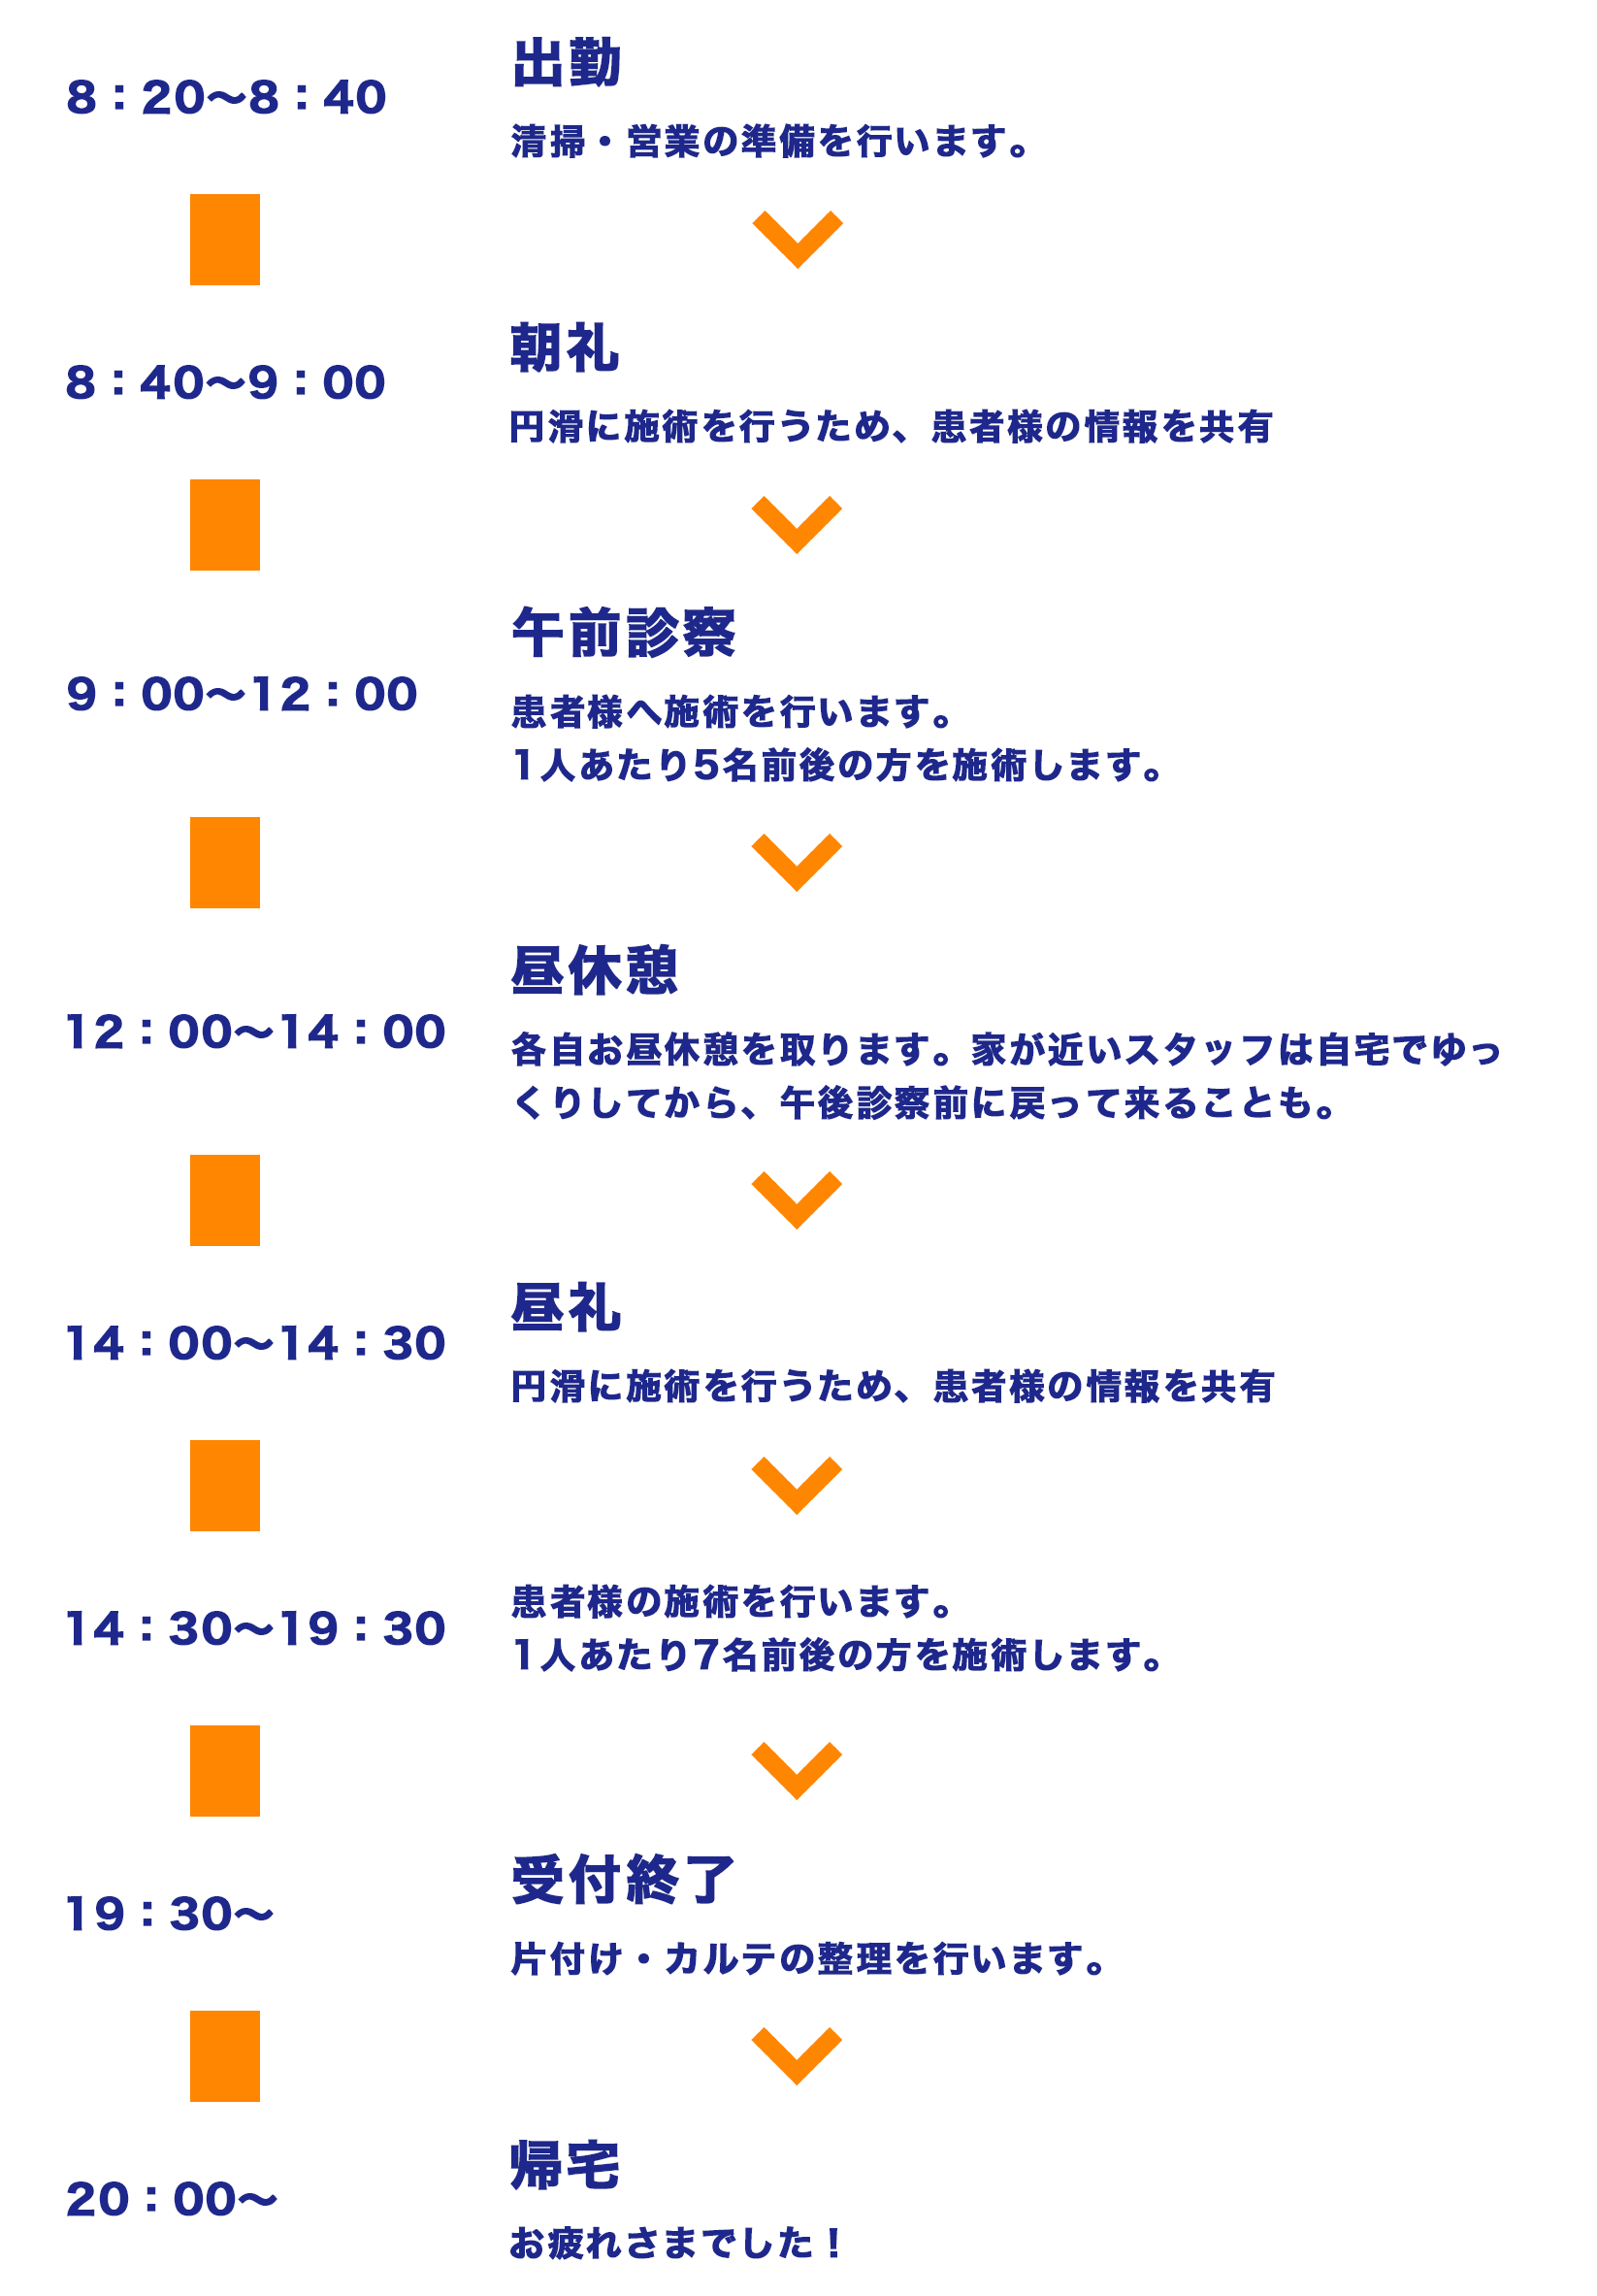 8：20〜8：40
出勤
清掃・営業の準備を行います。
8：40〜9：00
朝礼
円滑に施術を行うため、患者様の情報を共有
9：00〜12：00
午前診察
患者様へ施術を行います。
1人あたり5名前後の方を施術します。
12：00〜14：00
昼休憩
各自お昼休憩を取ります。家が近いスタッフは自宅でゆっ
くりしてから、午後診察前に戻って来ることも。
14：00〜14：30
昼礼
円滑に施術を行うため、患者様の情報を共有
14：30〜19：30
患者様の施術を行います。
1人あたり7名前後の方を施術します。
19：30〜
受付終了
片付け・カルテの整理を行います。
20：00〜
帰宅
お疲れさまでした！